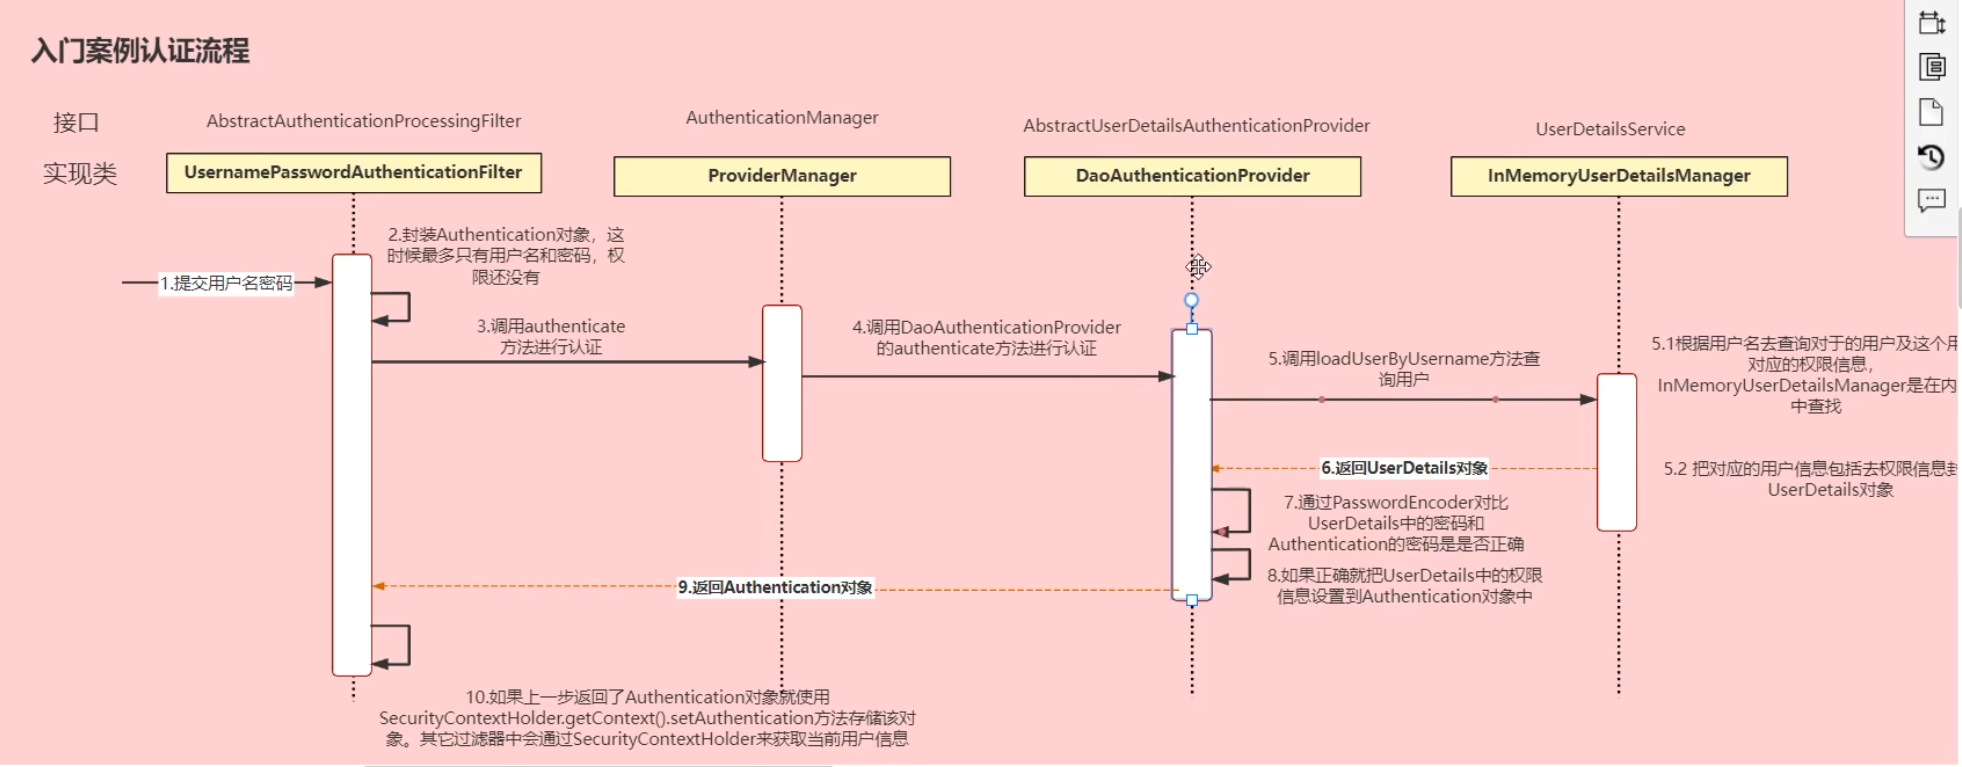 入门案例认证流程
接口
AbstractAuthenticationProcessingFilter
AuthenticationManager
AbstractUserDetailsAuthenticationProvider
UserDetailsService
实现类
UsernamePasswordAuthenticationFilter
ProviderManager
DaoAuthenticationProvider
InMemoryUserDetailsManager
1.提交用户名密码
2.封装Authentication对象，这
时候最多只有用户名和密码，权
限还没有
3.调用authenticate
方法进行认证
4.调用DaoAuthenticationProvider
的authenticate方法进行认证
5.调用loadUserByUsername方法查
询用户
5.1根据用户名去查询对于的用户及这个用
对应的权限信息，
InMemoryUserDetailsManager是在内
中查找
5.2 把对应的用户信息包括去权限信息封
UserDetails对象
6.返回UserDetails对象
7.通过PasswordEncoder对比
UserDetails中的密码和
Authentication的密码是是否正确
8.如果正确就把UserDetails中的权限
信息设置到Authentication对象中
9.返回Authentication对象
10.如果上一步返回了Authentication对象就使用
SecurityContextHolder.getContext().setAuthentication方法存储该对
象。其它过滤器中会通过SecurityContextHolder来获取当前用户信息